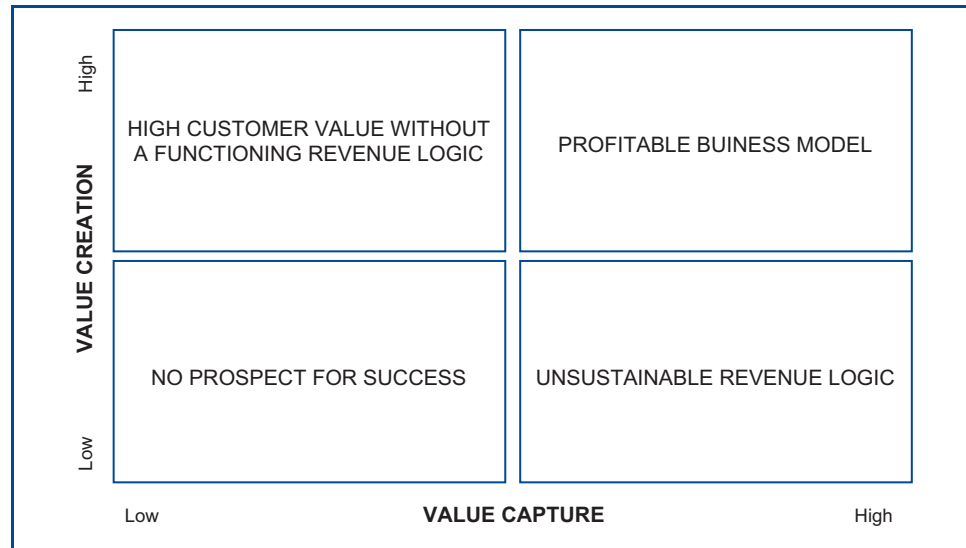 High
HIGH CUSTOMER VALUE WITHOUT
A FUNCTIONING REVENUE LOGIC
PROFITABLE BUINESS MODEL
VALUE CREATION
NO PROSPECT FOR SUCCESS
UNSUSTAINABLE REVENUE LOGIC
Low
Low
VALUE CAPTURE
High